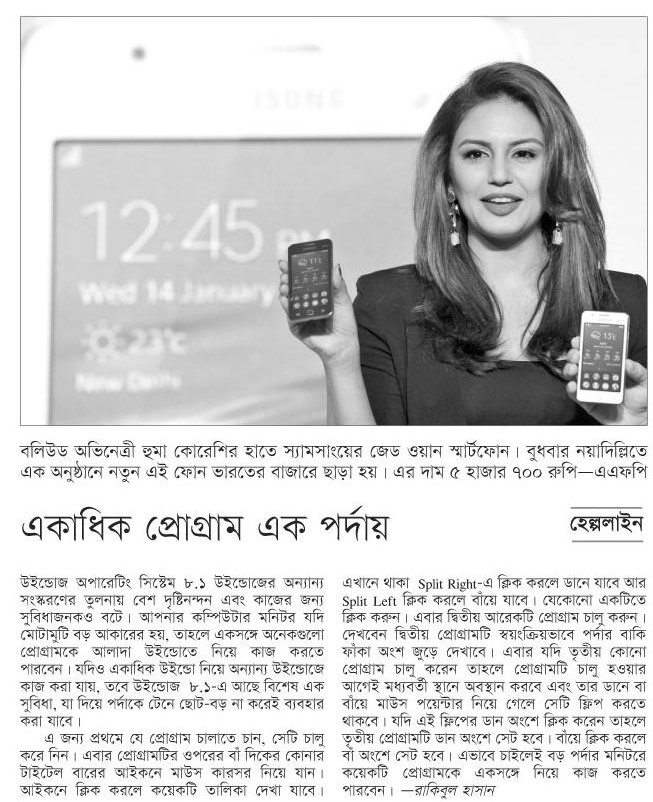 ISUNG
12:45 PM
Wed 14 January
23°c
New Delhi
11°c
13°c
বলিউড অভিনেত্রী হুমা কোরেশির হাতে স্যামসাংয়ের জেড ওয়ান স্মার্টফোন। বুধবার নয়াদিল্লিতে
এক অনুষ্ঠানে নতুন এই ফোন ভারতের বাজারে ছাড়া হয়। এর দাম ৫ হাজার ৭০০ রুপি—এএফপি
একাধিক প্রোগ্রাম এক পর্দায়
হেল্পলাইন
উইন্ডোজ অপারেটিং সিস্টেম ৮.১ উইন্ডোজের অন্যান্য
সংস্করণের তুলনায় বেশ দৃষ্টিনন্দন এবং কাজের জন্য
সুবিধাজনকও বটে। আপনার কম্পিউটার মনিটর যদি
মোটামুটি বড় আকারের হয়, তাহলে একসঙ্গে অনেকগুলো
প্রোগ্রামকে আলাদা উইন্ডোতে নিয়ে কাজ করতে
পারবেন। যদিও একাধিক উইন্ডো নিয়ে অন্যান্য উইন্ডোজে
কাজ করা যায়, তবে উইন্ডোজ ৮.১-এ আছে বিশেষ এক
সুবিধা, যা দিয়ে পর্দাকে টেনে ছোট-বড় না করেই ব্যবহার
করা যাবে।
এ জন্য প্রথমে যে প্রোগ্রাম চালাতে চান, সেটি চালু
করে নিন। এবার প্রোগ্রামটির ওপরের বাঁ দিকের কোনার
টাইটেল বারের আইকনে মাউস কারসর নিয়ে যান।
আইকনে ক্লিক করলে কয়েকটি তালিকা দেখা যাবে।
এখানে থাকা Split Right-এ ক্লিক করলে ডানে যাবে আর
Split Left ক্লিক করলে বাঁয়ে যাবে। যেকোনো একটিতে
ক্লিক করুন। এবার দ্বিতীয় আরেকটি প্রোগ্রাম চালু করুন।
দেখবেন দ্বিতীয় প্রোগ্রামটি স্বয়ংক্রিয়ভাবে পর্দার বাকি
ফাঁকা অংশ জুড়ে দেখাবে। এবার যদি তৃতীয় কোনো
প্রোগ্রাম চালু করেন তাহলে প্রোগ্রামটি চালু হওয়ার
আগেই মধ্যবর্তী স্থানে অবস্থান করবে এবং তার ডানে বা
বাঁয়ে মাউস পয়েন্টার নিয়ে গেলে সেটি ফ্লিপ করতে
থাকবে। যদি এই ফ্লিপের ডান অংশে ক্লিক করেন তাহলে
তৃতীয় প্রোগ্রামটি ডান অংশে সেট হবে। বাঁয়ে ক্লিক করলে
বাঁ অংশে সেট হবে। এভাবে চাইলেই বড় পর্দার মনিটরে
কয়েকটি প্রোগ্রামকে একসঙ্গে নিয়ে কাজ করতে
পারবেন। —রাকিবুল হাসান